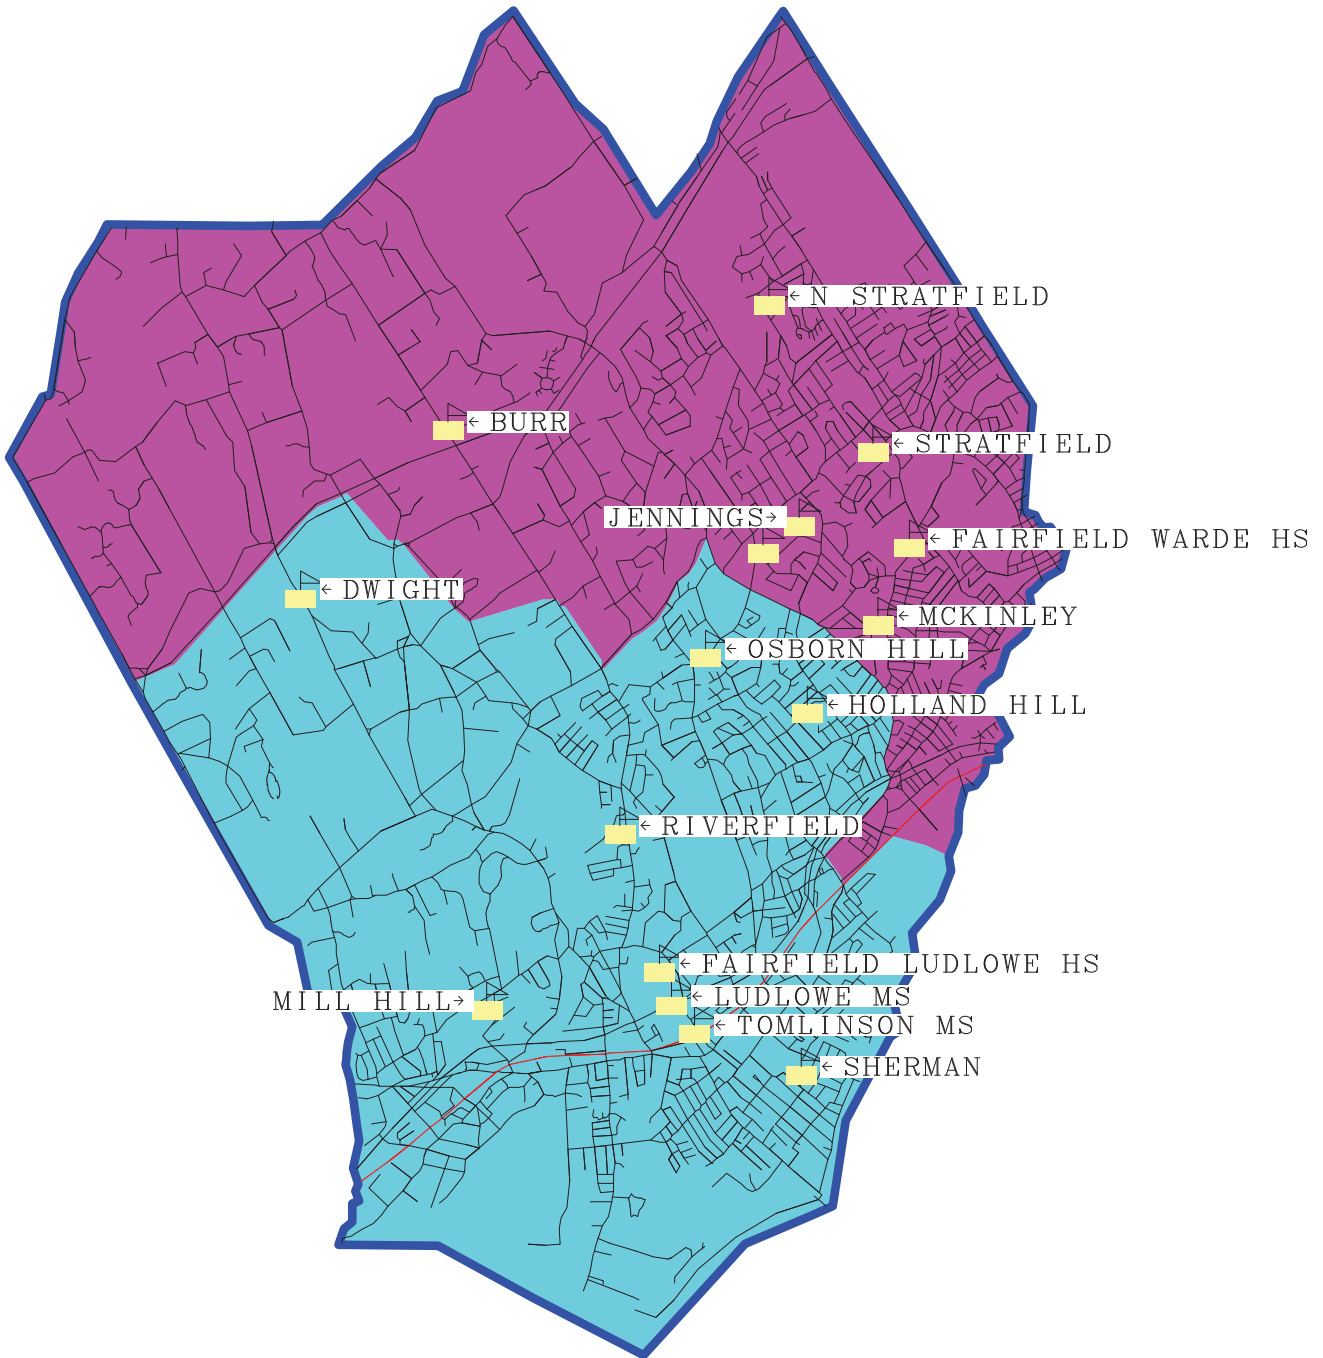 ← N STRATFIELD
← BURR
← STRATFIELD
JENNINGS→
← FAIRFIELD WARDE HS
← DWIGHT
← MCKINLEY
← OSBORN HILL
← HOLLAND HILL
← RIVERFIELD
← FAIRFIELD LUDLOWE HS
← LUDLOWE MS
MILL HILL→
← TOMLINSON MS
← SHERMAN